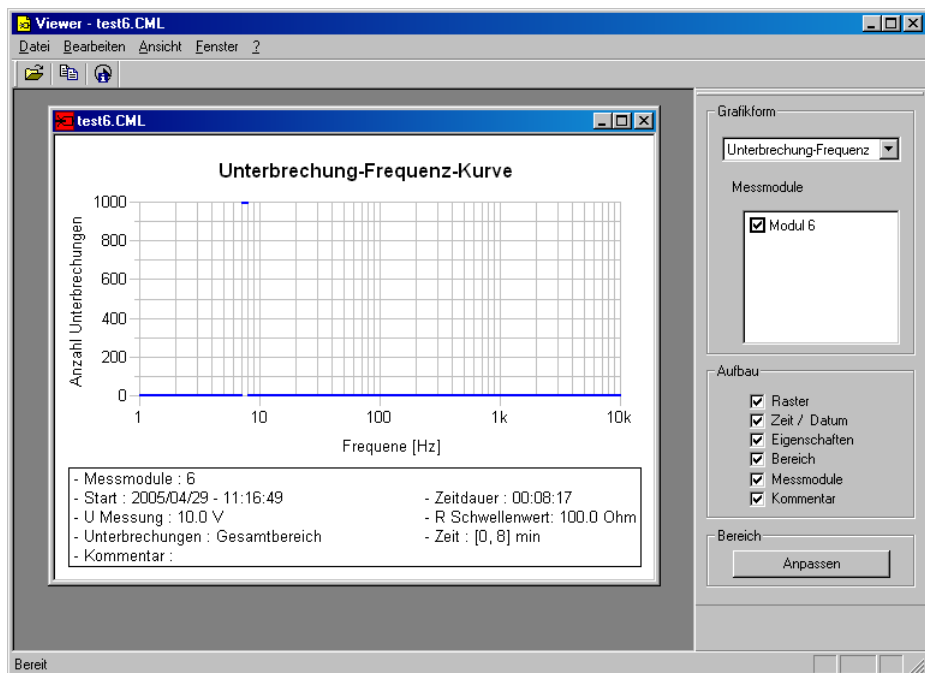 Viewer - test6.CML
Datei Bearbeiten Ansicht Fenster ?
test6.CML
Unterbrechung-Frequenz-Kurve
Anzahl Unterbrechungen
1000
800
600
400
200
0
1 10 100 1k 10k
Frequene [Hz]
- Messmodule : 6
- Start : 2005/04/29 - 11:16:49 - Zeitdauer : 00:08:17
- U Messung : 10.0 V - R Schwellenwert: 100.0 Ohm
- Unterbrechungen : Gesamtbereich - Zeit : [0, 8] min
- Kommentar :
Grafikform
Unterbrechung-Frequenz
Messmodule
Modul 6
Aufbau
Raster
Zeit / Datum
Eigenschaften
Bereich
Messmodule
Kommentar
Bereich
Anpassen
Bereit